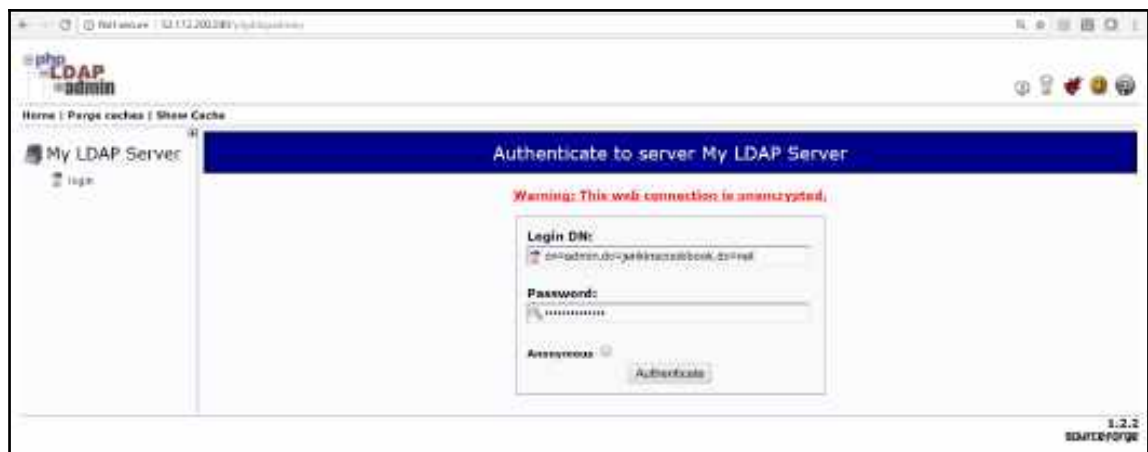 Not secure
php
LDAP
admin
Home | Purge caches | Show Cache
My LDAP Server
login
Authenticate to server My LDAP Server
Warning: This web connection is unencrypted.
Login DN:
cn=admin,dc=jenkinscookbook,dc=net
Password:
Anonymous
Authenticate
1.2.2
sourceforge